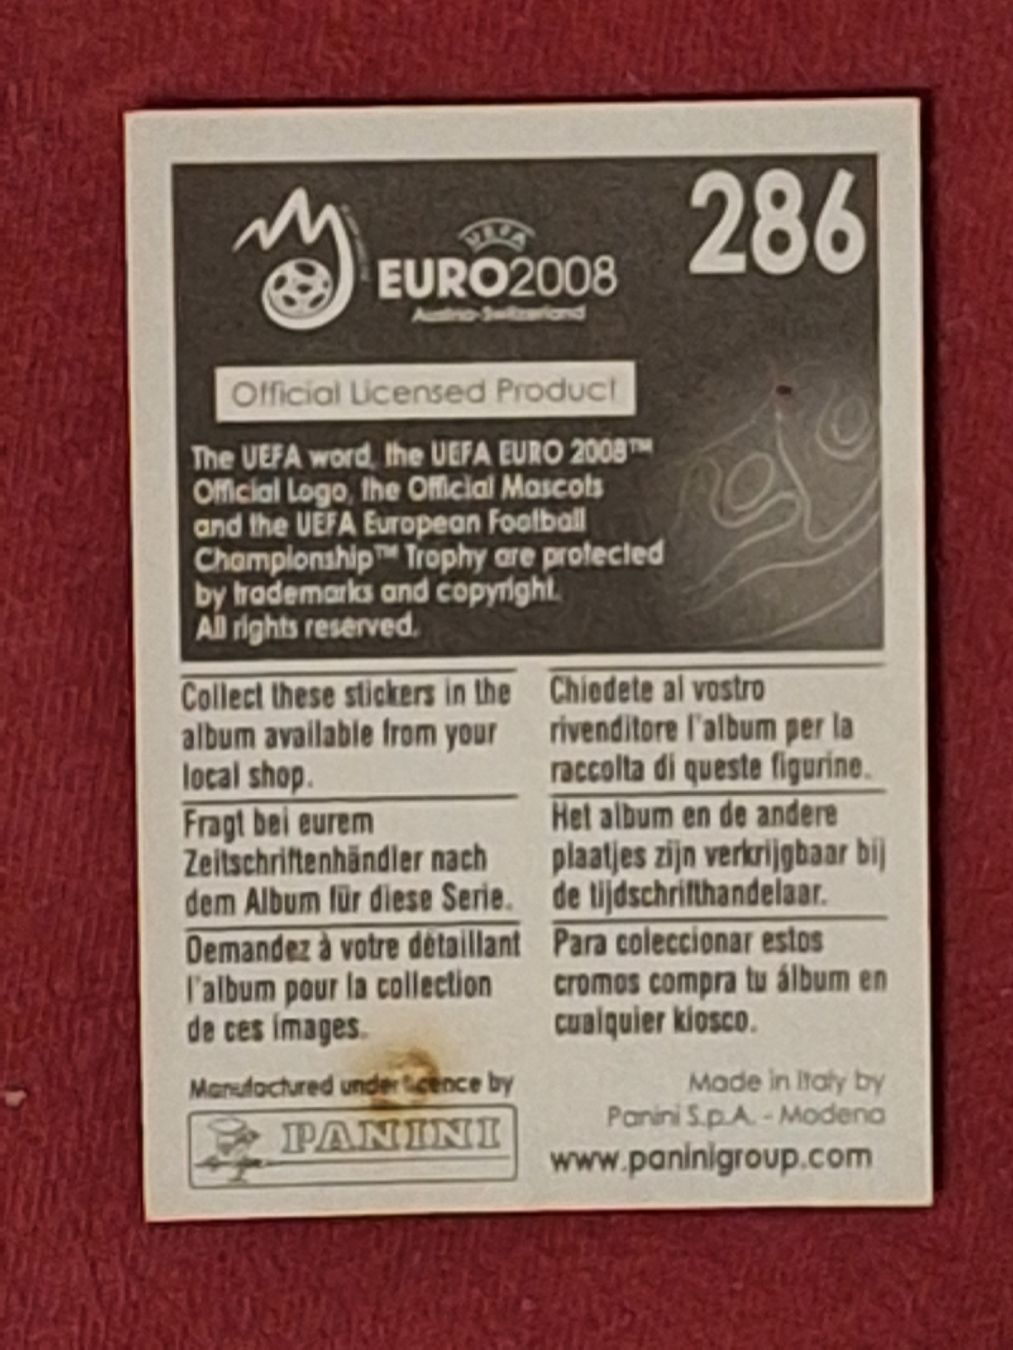 286
UEFA
EURO2008
Austria-Switzerland
Official Licensed Product
The UEFA word, the UEFA EURO 2008™
Official Logo, the Official Mascots
and the UEFA European Football
Championship™ Trophy are protected
by trademarks and copyright.
All rights reserved.
Collect these stickers in the
album available from your
local shop.
Fragt bei eurem
Zeitschriftenhändler nach
dem Album für diese Serie.
Demandez à votre détaillant
l'album pour la collection
de ces images.
Chiedete al vostro
rivenditore l'album per la
raccolta di queste figurine.
Het album en de andere
plaatjes zijn verkrijgbaar bij
de tijdschrifthandelaar.
Para coleccionar estos
cromos compra tu álbum en
cualquier kiosco.
Manufactured under licence by
PANINI
Made in Italy by
Panini S.p.A. - Modena
www.paninigroup.com